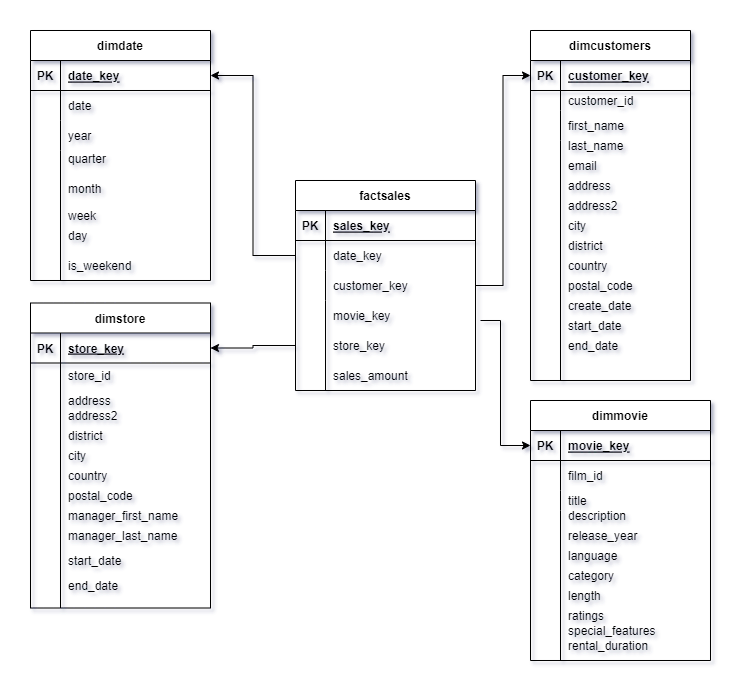 dimdate
PK date_key
date
year
quarter
month
week
day
is_weekend
dimcustomers
PK customer_key
customer_id
first_name
last_name
email
address
address2
city
district
country
postal_code
create_date
start_date
end_date
factsales
PK sales_key
date_key
customer_key
movie_key
store_key
sales_amount
dimstore
PK store_key
store_id
address
address2
district
city
country
postal_code
manager_first_name
manager_last_name
start_date
end_date
dimmovie
PK movie_key
film_id
title
description
release_year
language
category
length
ratings
special_features
rental_duration